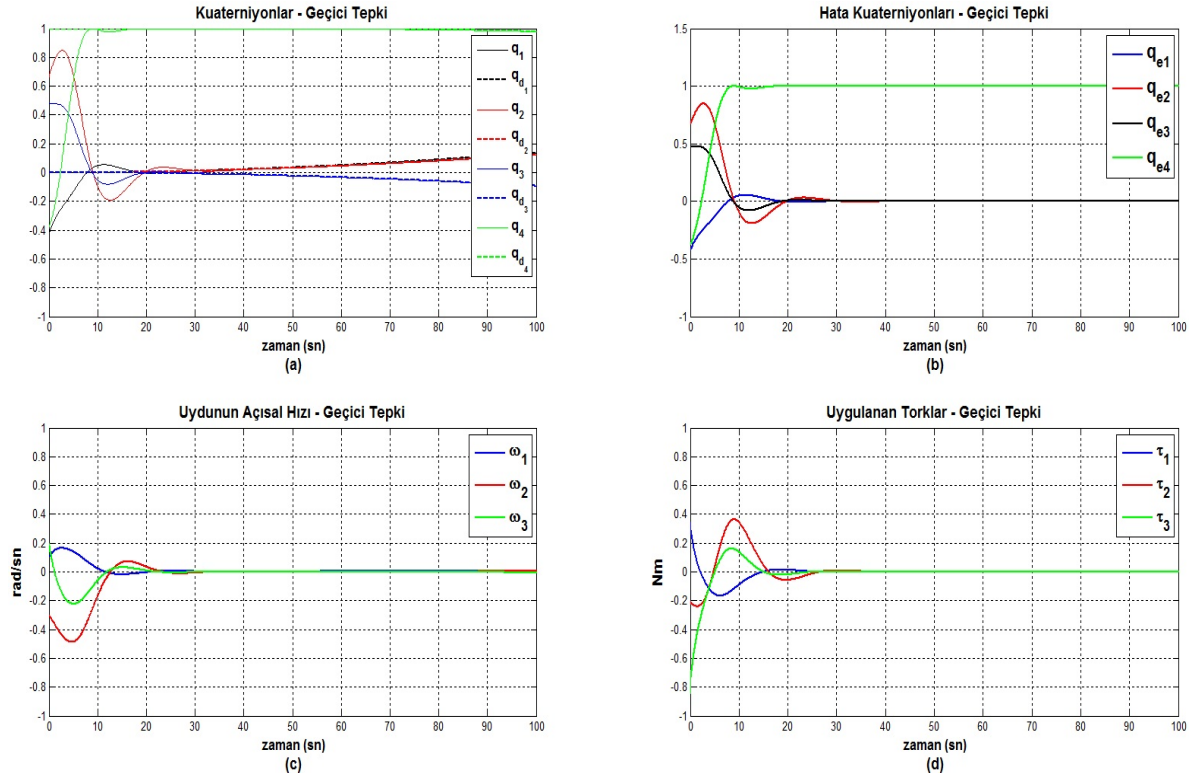 Kuaterniyonlar - Geçici Tepki
1
0.8
0.6
0.4
0.2
0
-0.2
-0.4
-0.6
-0.8
-1
0 10 20 30 40 50 60 70 80 90 100
zaman (sn)
(a)
q1
qd1
q2
qd2
q3
qd3
q4
qd4
Hata Kuaterniyonları - Geçici Tepki
1.5
1
0.5
0
-0.5
-1
0 10 20 30 40 50 60 70 80 90 100
zaman (sn)
(b)
qe1
qe2
qe3
qe4
Uydunun Açısal Hızı - Geçici Tepki
rad/sn
1
0.8
0.6
0.4
0.2
0
-0.2
-0.4
-0.6
-0.8
-1
0 10 20 30 40 50 60 70 80 90 100
zaman (sn)
(c)
ω1
ω2
ω3
Uygulanan Torklar - Geçici Tepki
Nm
1
0.8
0.6
0.4
0.2
0
-0.2
-0.4
-0.6
-0.8
-1
0 10 20 30 40 50 60 70 80 90 100
zaman (sn)
(d)
τ1
τ2
τ3